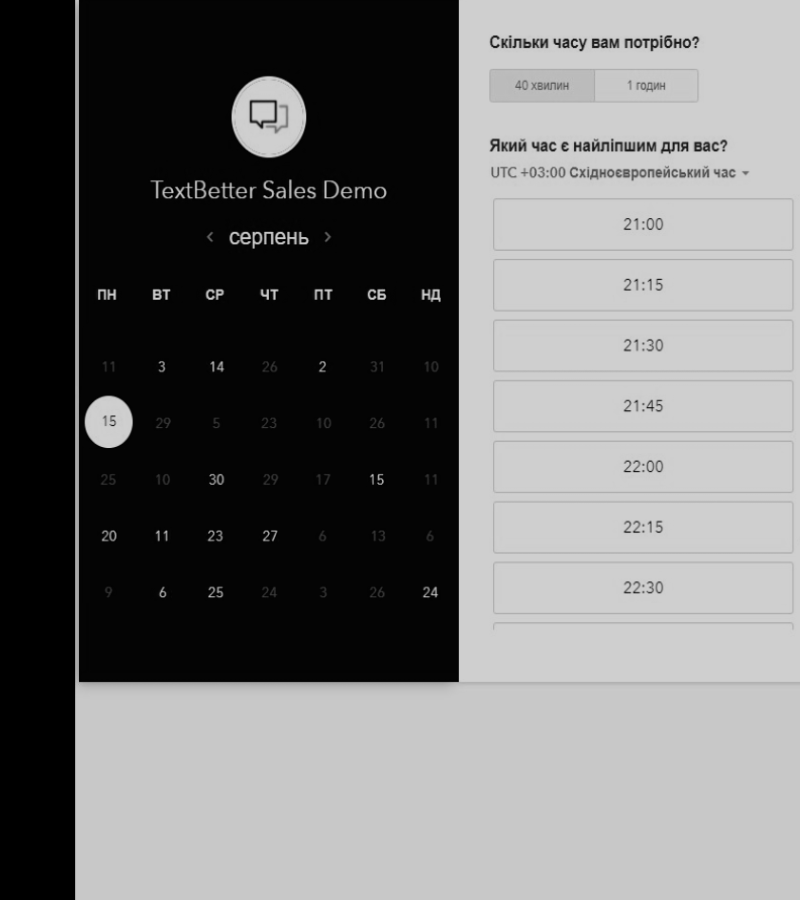 TextBetter Sales Demo
серпень
ПН ВТ СР ЧТ ПТ СБ НД
11 3 14 26 2 31 10
15 29 5 23 10 26 11
25 10 30 29 17 15 11
20 11 23 27 6 13 6
9 6 25 24 3 26 24
Скільки часу вам потрібно?
40 хвилин 1 годин
Який час є найліпшим для вас?
UTC +03:00 Східноєвропейський час
21:00
21:15
21:30
21:45
22:00
22:15
22:30